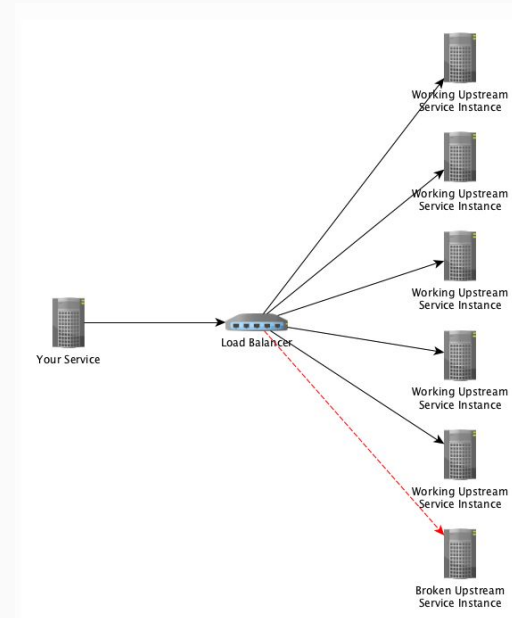 Working Upstream
Service Instance
Working Upstream
Service Instance
Working Upstream
Service Instance
Your Service
Load Balancer
Working Upstream
Service Instance
Working Upstream
Service Instance
Broken Upstream
Service Instance